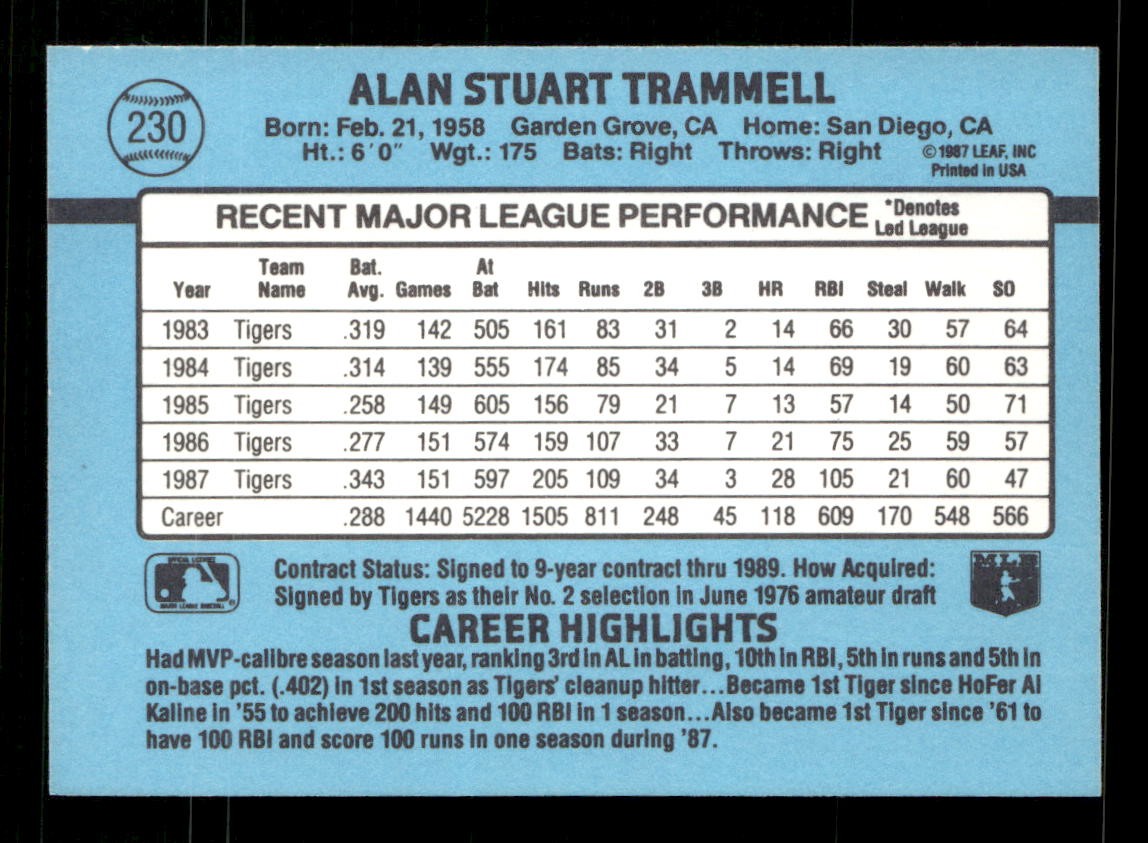 ALAN STUART TRAMMELL
230
Born: Feb. 21, 1958 Garden Grove, CA Home: San Diego, CA
Ht.: 6'0" Wgt.: 175 Bats: Right Throws: Right
©1987 LEAF, INC
Printed in USA
RECENT MAJOR LEAGUE PERFORMANCE *Denotes Led League
Year Team Name Bat. Avg. Games At Bat Hits Runs 2B 3B HR RBI Steal Walk SO
1983 Tigers .319 142 505 161 83 31 2 14 66 30 57 64
1984 Tigers .314 139 555 174 85 34 5 14 69 19 60 63
1985 Tigers .258 149 605 156 79 21 7 13 57 14 50 71
1986 Tigers .277 151 574 159 107 33 7 21 75 25 59 57
1987 Tigers .343 151 597 205 109 34 3 28 105 21 60 47
Career .288 1440 5228 1505 811 248 45 118 609 170 548 566
Contract Status: Signed to 9-year contract thru 1989. How Acquired:
Signed by Tigers as their No. 2 selection in June 1976 amateur draft
MAJOR LEAGUE BASEBALL
CAREER HIGHLIGHTS
Had MVP-calibre season last year, ranking 3rd in AL in batting, 10th in RBI, 5th in runs and 5th in
on-base pct. (.402) in 1st season as Tigers' cleanup hitter...Became 1st Tiger since HoFer Al
Kaline in '55 to achieve 200 hits and 100 RBI in 1 season...Also became 1st Tiger since '61 to
have 100 RBI and score 100 runs in one season during '87.